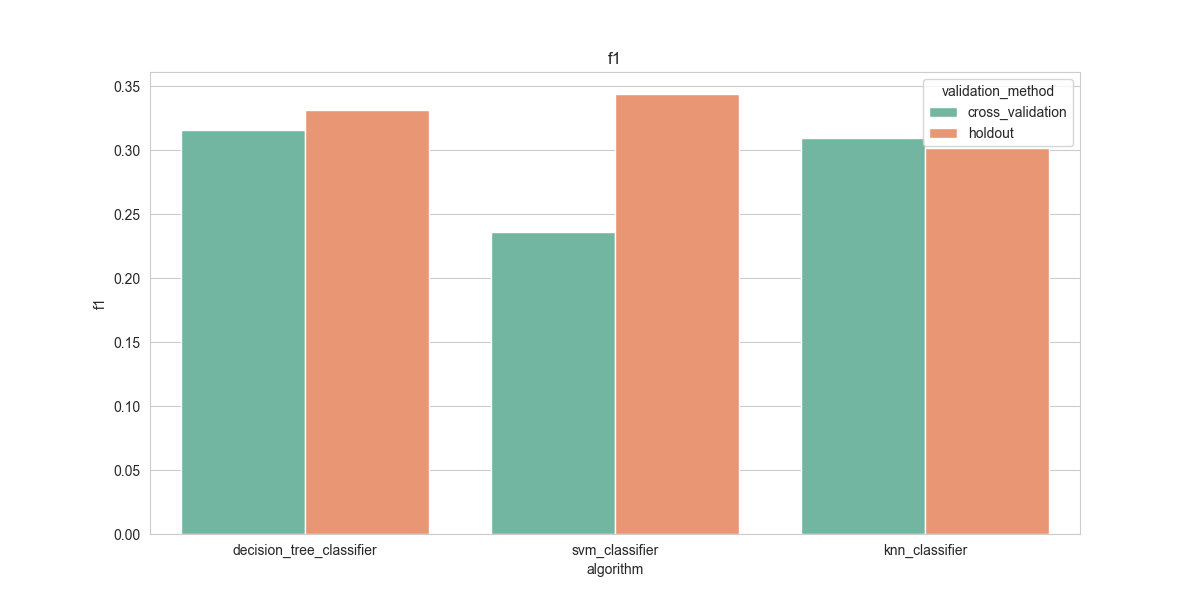 f1
validation_method
cross_validation
holdout
0.35
0.30
0.25
0.20
0.15
0.10
0.05
0.00
f1
decision_tree_classifier
svm_classifier
knn_classifier
algorithm